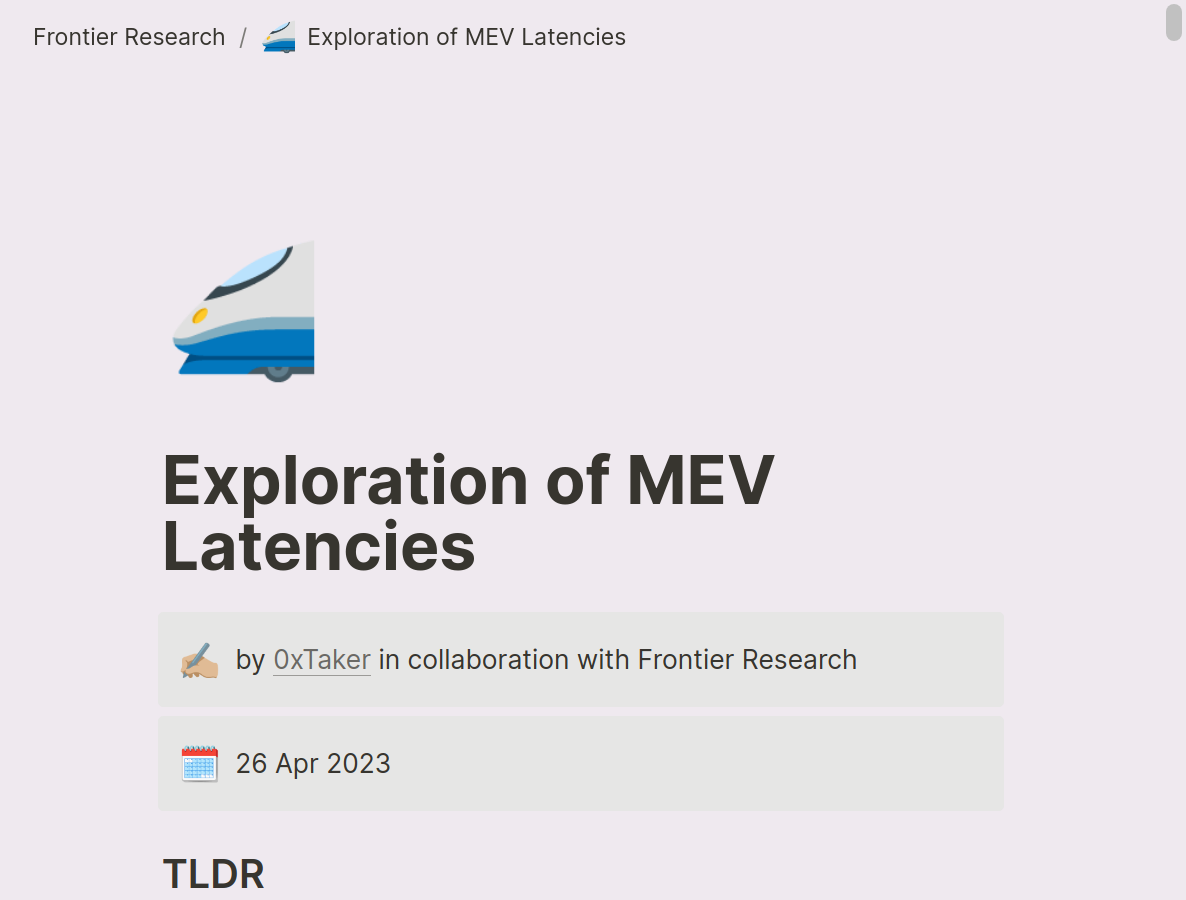 Frontier Research / Exploration of MEV Latencies
Exploration of MEV
Latencies
by 0xTaker in collaboration with Frontier Research
26 Apr 2023
TLDR